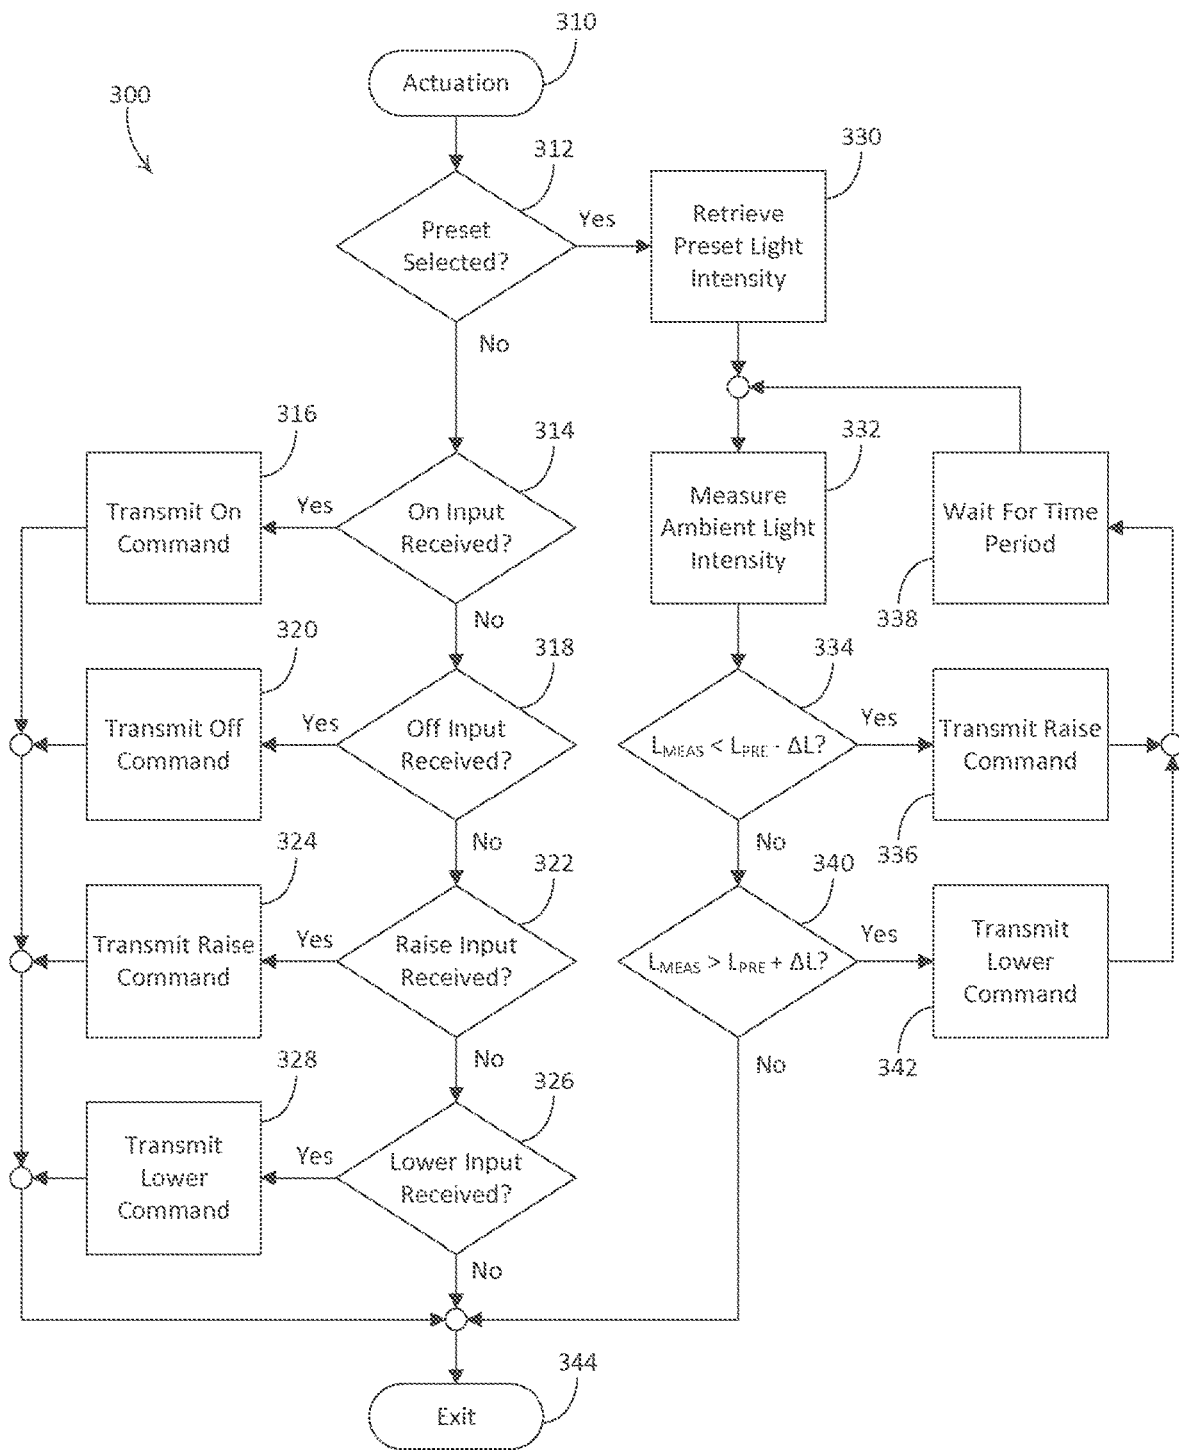 310
Actuation
300
312
330
Preset
Selected?
Yes
Retrieve
Preset Light
Intensity
No
316
314
332
Transmit On
Command
Yes
On Input
Received?
Measure
Ambient Light
Intensity
Wait For Time
Period
338
No
320
318
334
Transmit Off
Command
Yes
Off Input
Received?
L_MEAS < L_PRE - ΔL?
Yes
Transmit Raise
Command
336
No
No
324
322
340
Transmit Raise
Command
Yes
Raise Input
Received?
L_MEAS > L_PRE + ΔL?
Yes
Transmit
Lower
Command
342
No
No
328
326
Transmit
Lower
Command
Yes
Lower Input
Received?
No
344
Exit